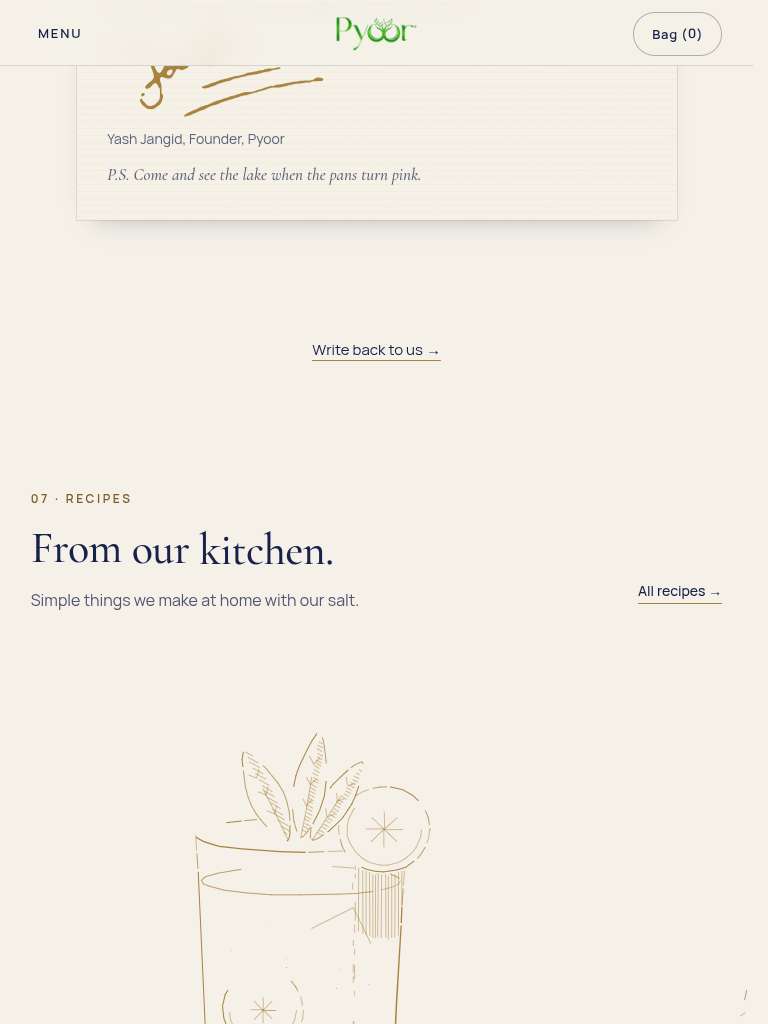 MENU
Pyoor
Bag (0)
Yash Jangid, Founder, Pyoor
P.S. Come and see the lake when the pans turn pink.
Write back to us →
07 · RECIPES
From our kitchen.
Simple things we make at home with our salt.
All recipes →